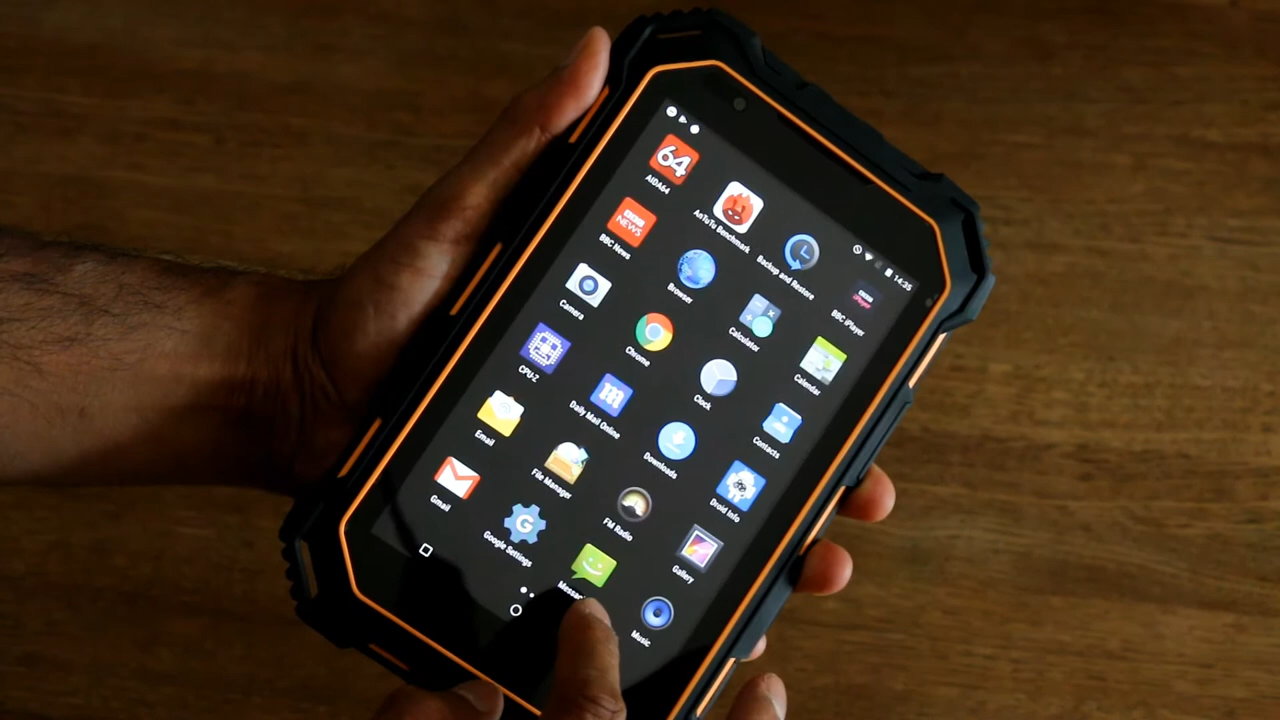 14:35
64
AIDA64
AnTuTu Benchmark
Backup and Restore
BBC iPlayer
BBC NEWS
BBC News
Browser
Calculator
Calendar
Camera
Chrome
Clock
Contacts
CPU-Z
m
Daily Mail Online
Downloads
Droid Info
Email
File Manager
FM Radio
Gallery
Gmail
G
Google Settings
Music